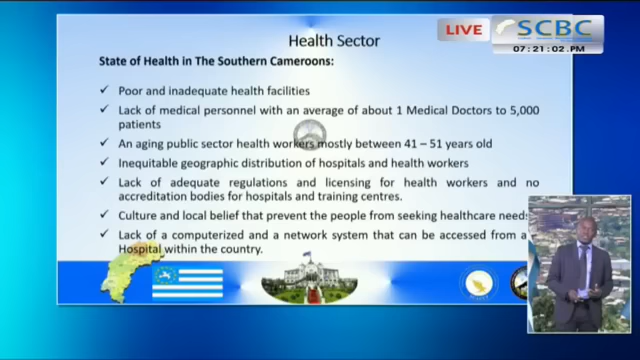 LIVE
SCBC
07:21:02 PM
Health Sector
State of Health in The Southern Cameroons:
✓ Poor and inadequate health facilities
✓ Lack of medical personnel with an average of about 1 Medical Doctors to 5,000
patients
✓ An aging public sector health workers mostly between 41 – 51 years old
✓ Inequitable geographic distribution of hospitals and health workers
✓ Lack of adequate regulations and licensing for health workers and no
accreditation bodies for hospitals and training centres.
✓ Culture and local belief that prevent the people from seeking healthcare needs
✓ Lack of a computerized and a network system that can be accessed from a
Hospital within the country.